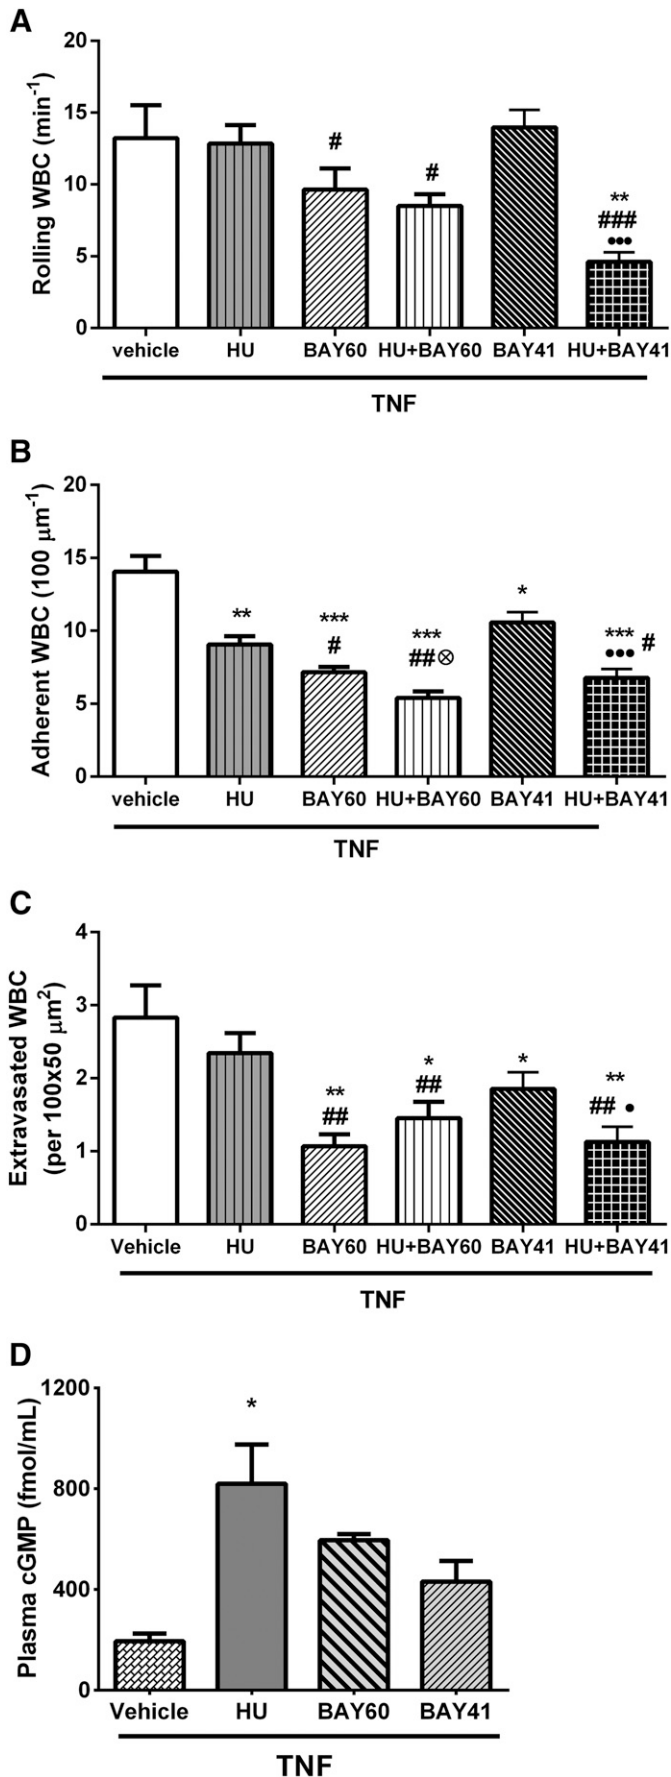 A
Rolling WBC (min⁻¹)
20
15
10
5
0
#
#
**
###
•••
vehicle HU BAY60 HU+BAY60 BAY41 HU+BAY41
TNF
B
Adherent WBC (100 µm⁻¹)
20
15
10
5
0
**
***
#
***
##⊗
*
*** #
•••
vehicle HU BAY60 HU+BAY60 BAY41 HU+BAY41
TNF
C
Extravasated WBC
(per 100x50 µm²)
4
3
2
1
0
**
##
*
##
*
**
## •
Vehicle HU BAY60 HU+BAY60 BAY41 HU+BAY41
TNF
D
Plasma cGMP (fmol/mL)
1200
800
400
0
*
Vehicle HU BAY60 BAY41
TNF